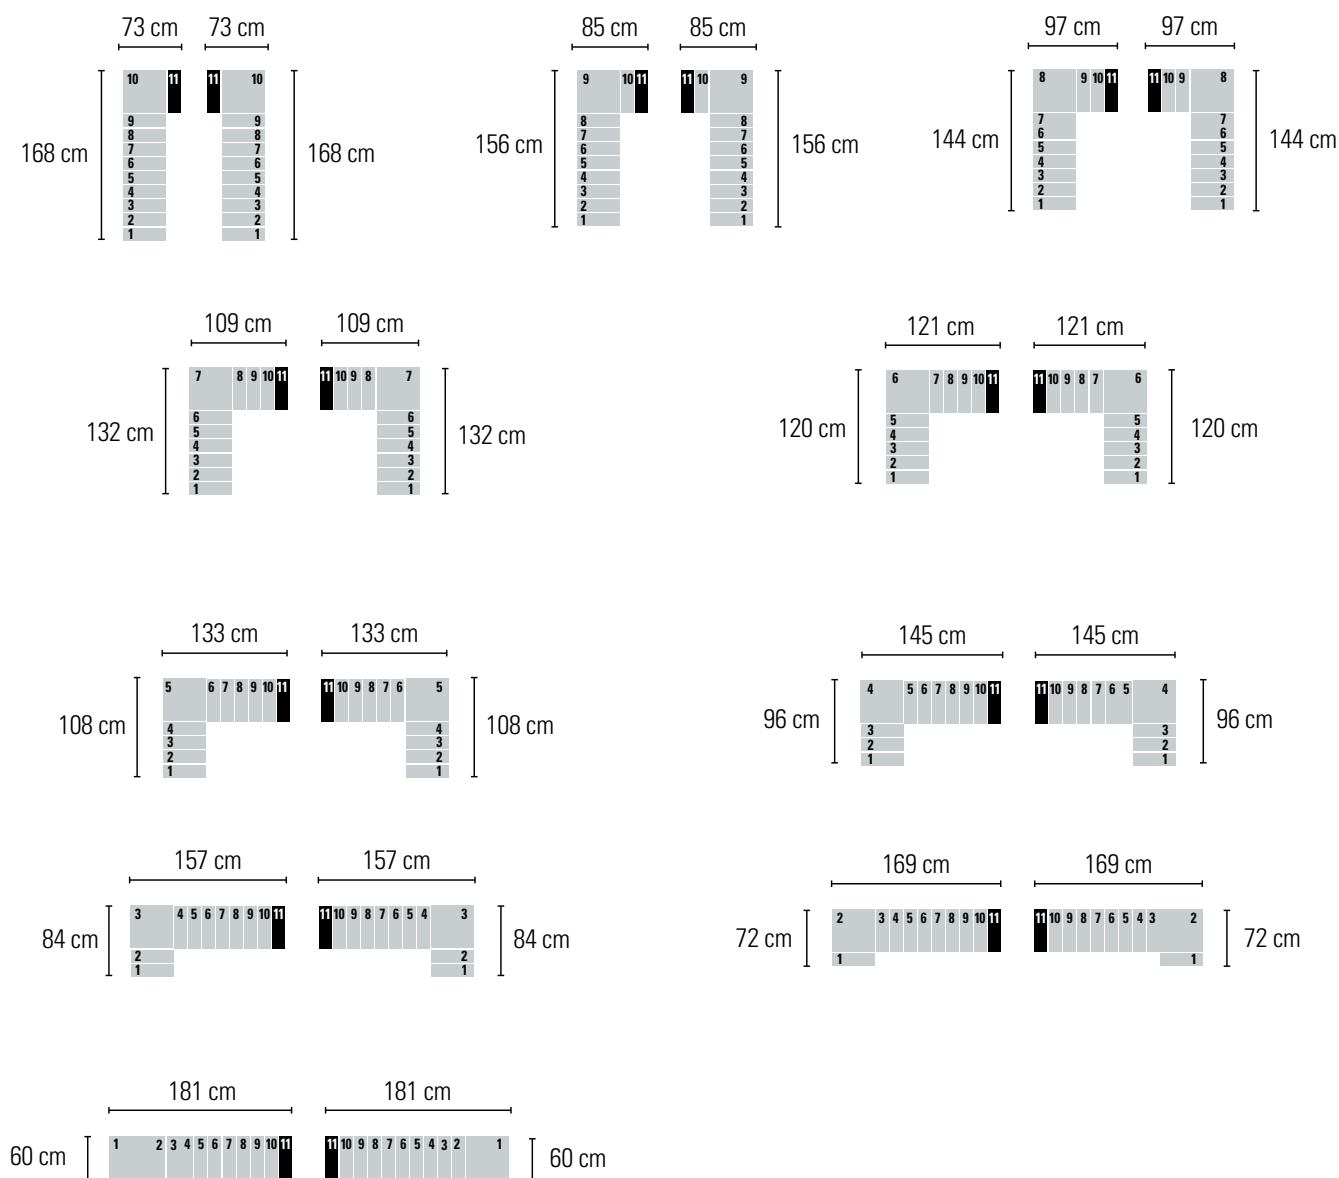 73 cm 73 cm 85 cm 85 cm 97 cm 97 cm
10 11 11 10 9 10 11 11 10 9 8 9 10 11 11 10 9 8
9 9 8 8 7 7
8 8 7 7 6 6
168 cm 7 7 168 cm 156 cm 6 6 156 cm 144 cm 5 5 144 cm
6 6 5 5 4 4
5 5 4 4 3 3
4 4 3 3 2 2
3 3 2 2 1 1
2 2 1 1
1 1
109 cm 109 cm 121 cm 121 cm
7 8 9 10 11 11 10 9 8 7 6 7 8 9 10 11 11 10 9 8 7 6
6 6 5 5
132 cm 5 5 132 cm 120 cm 4 4 120 cm
4 4 3 3
3 3 2 2
2 2 1 1
1 1
133 cm 133 cm 145 cm 145 cm
5 6 7 8 9 10 11 11 10 9 8 7 6 5 4 5 6 7 8 9 10 11 11 10 9 8 7 6 5 4
108 cm 4 4 108 cm 96 cm 3 3 96 cm
3 3 2 2
2 2 1 1
1 1
157 cm 157 cm 169 cm 169 cm
3 4 5 6 7 8 9 10 11 11 10 9 8 7 6 5 4 3 2 3 4 5 6 7 8 9 10 11 11 10 9 8 7 6 5 4 3 2
84 cm 2 2 84 cm 72 cm 1 1 72 cm
1 1
181 cm 181 cm
60 cm 1 2 3 4 5 6 7 8 9 10 11 11 10 9 8 7 6 5 4 3 2 1 60 cm